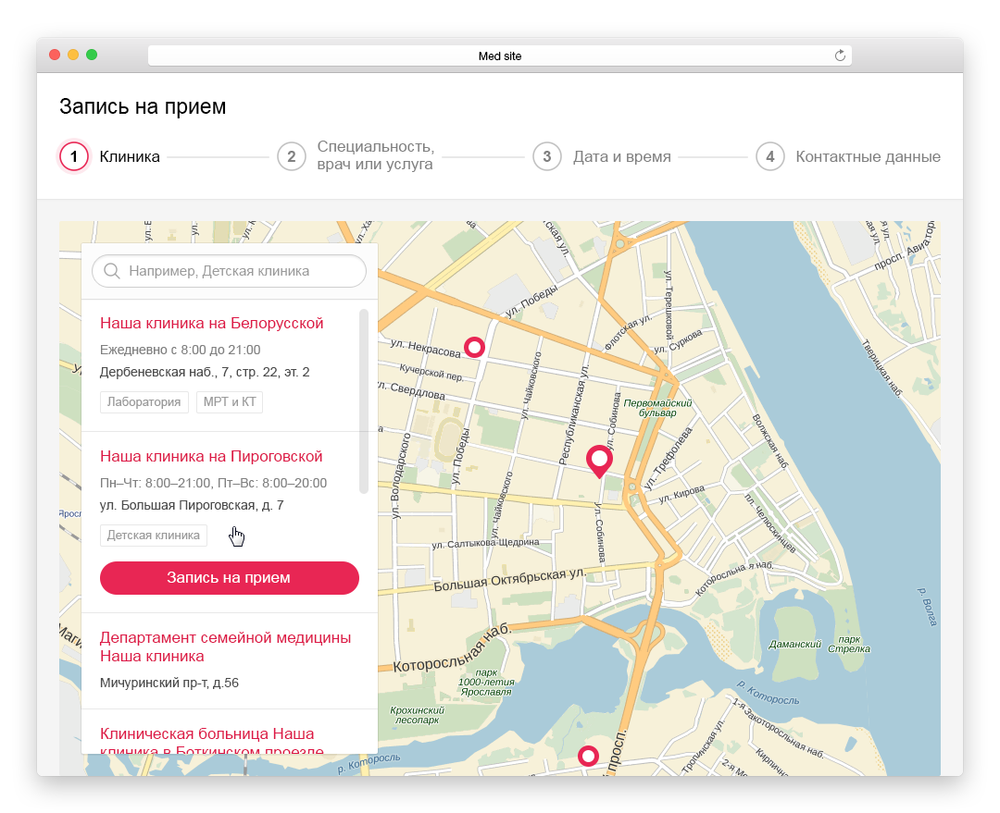 Med site
Запись на прием
1 Клиника
2 Специальность,
врач или услуга
3 Дата и время
4 Контактные данные
Например, Детская клиника
Наша клиника на Белорусской
Ежедневно с 8:00 до 21:00
Дербеневская наб., 7, стр. 22, эт. 2
Лаборатория
МРТ и КТ
Наша клиника на Пироговской
Пн–Чт: 8:00–21:00, Пт–Вс: 8:00–20:00
ул. Большая Пироговская, д. 7
Детская клиника
Запись на прием
Департамент семейной медицины
Наша клиника
Мичуринский пр-т, д.56
Клиническая больница Наша
клиника в Боткинском проезде
просп. Авиатор
ул. Победы
ул. Терешковой
Флотская ул.
ул. Суркова
ул. Некрасова
Кучерской пер.
ул. Свердлова
ул. Чайковского
Республиканская ул.
ул. Собинова
Первомайский
бульвар
Тверицкая наб.
Волжская наб.
ул. Трефолева
ул. Володарского
ул. Победы
ул. Чайковского
ул. Кирова
пл. Челюскинцев
ул. Собинова
ул. Салтыкова-Щедрина
Большая Октябрьская ул.
Которосльная наб.
р. Волга
Которосльная наб.
Даманский
парк
Стрелка
парк
1000-летия
Ярославля
Крохинский
лесопарк
р. Которосль
1-я Закоторосльная наб.
р. Которосль
просп.
Тропинская ул.
2-я Ме
Кирпична